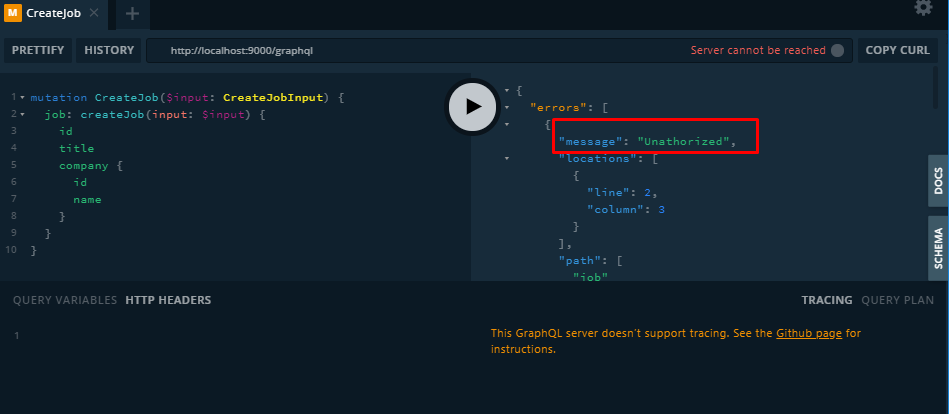 M CreateJob
PRETTIFY HISTORY http://localhost:9000/graphql Server cannot be reached COPY CURL
1 mutation CreateJob($input: CreateJobInput) {
2 job: createJob(input: $input) {
3 id
4 title
5 company {
6 id
7 name
8 }
9 }
10 }
{
"errors": [
{
"message": "Unathorized",
"locations": [
{
"line": 2,
"column": 3
}
],
"path": [
"job"
DOCS
SCHEMA
QUERY VARIABLES HTTP HEADERS
1
TRACING QUERY PLAN
This GraphQL server doesn't support tracing. See the Github page for
instructions.